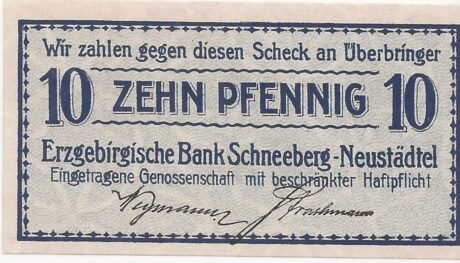 Wir zahlen gegen diesen Scheck an Überbringer
10 ZEHN PFENNIG 10
Erzgebirgische Bank Schneeberg-Neustädtel
Eingetragene Genossenschaft mit beschränkter Haftpflicht